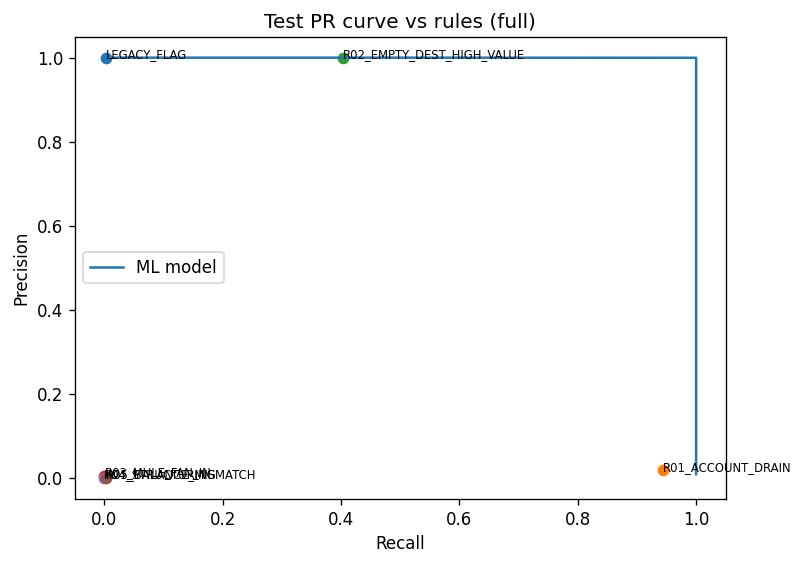 Test PR curve vs rules (full)
1.0
LEGACY_FLAG
R02_EMPTY_DEST_HIGH_VALUE
0.8
0.6
Precision
ML model
0.4
0.2
R03_MULE_FAN_IN
R01_ACCOUNT_DRAIN
0.0
0.0 0.2 0.4 0.6 0.8 1.0
Recall